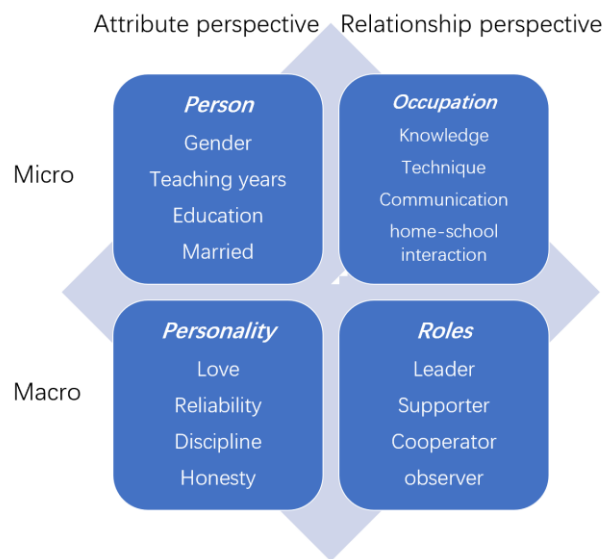 Attribute perspective
Relationship perspective
Micro
Person
Gender
Teaching years
Education
Married
Occupation
Knowledge
Technique
Communication
home-school
interaction
Macro
Personality
Love
Reliability
Discipline
Honesty
Roles
Leader
Supporter
Cooperator
observer